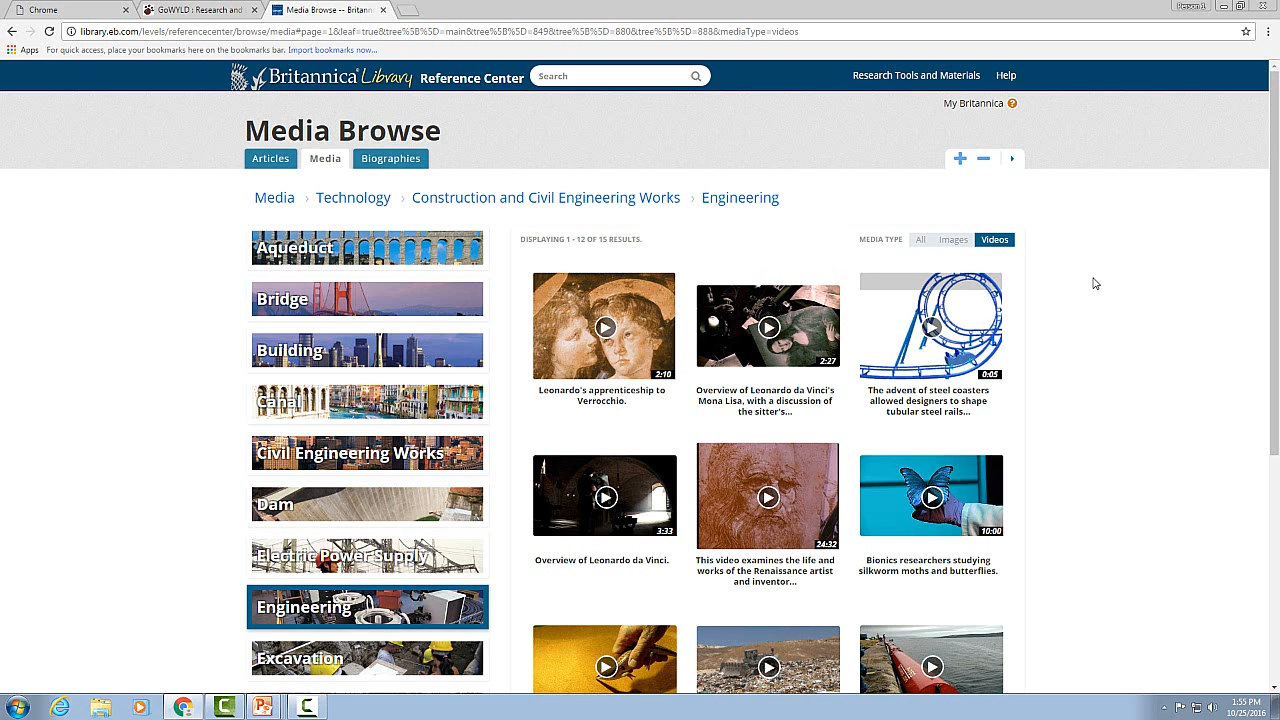 Chrome
GoWYLD : Research and
Media Browse -- Britann
Person 1
library.eb.com/levels/referencecenter/browse/media#page=1&leaf=true&tree%5B%5D=main&tree%5B%5D=849&tree%5B%5D=880&tree%5B%5D=888&mediaType=videos
Apps For quick access, place your bookmarks here on the bookmarks bar. Import bookmarks now...
Britannica Library Reference Center
Search
Research Tools and Materials Help
My Britannica ?
Media Browse
Articles Media Biographies
Media › Technology › Construction and Civil Engineering Works › Engineering
Aqueduct
Bridge
Building
Canal
Civil Engineering Works
Dam
Electric Power Supply
Engineering
Excavation
DISPLAYING 1 - 12 OF 15 RESULTS.
MEDIA TYPE All Images Videos
2:10
Leonardo's apprenticeship to
Verrocchio.
2:27
Overview of Leonardo da Vinci's
Mona Lisa, with a discussion of
the sitter's...
0:05
The advent of steel coasters
allowed designers to shape
tubular steel rails...
3:33
Overview of Leonardo da Vinci.
24:32
This video examines the life and
works of the Renaissance artist
and inventor...
10:00
Bionics researchers studying
silkworm moths and butterflies.
1:55 PM
10/25/2016